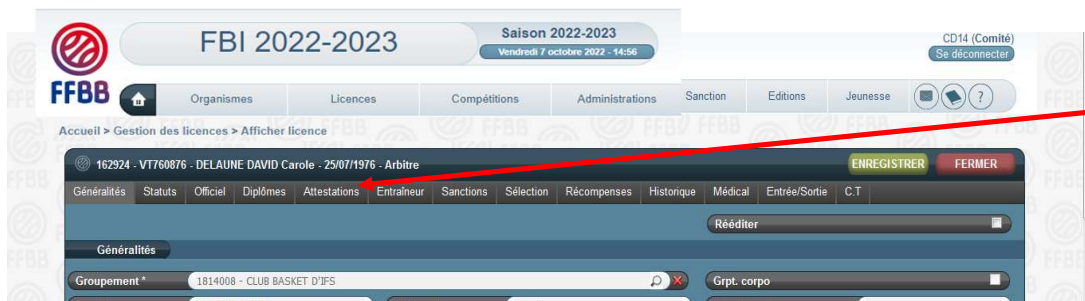 FBI 2022-2023
Saison 2022-2023
Vendredi 7 octobre 2022 - 14:56
CD14 (Comité)
Se déconnecter
FFBB
Organismes Licences Compétitions Administrations Sanction Editions Jeunesse ?
Accueil > Gestion des licences > Afficher licence
162924 - VT760876 - DELAUNE DAVID Carole - 25/07/1976 - Arbitre
ENREGISTRER FERMER
Généralités Statuts Officiel Diplômes Attestations Entraîneur Sanctions Sélection Récompenses Historique Médical Entrée/Sortie C.T
Rééditer
Généralités
Groupement * 1814008 - CLUB BASKET D'IFS Grpt. corpo